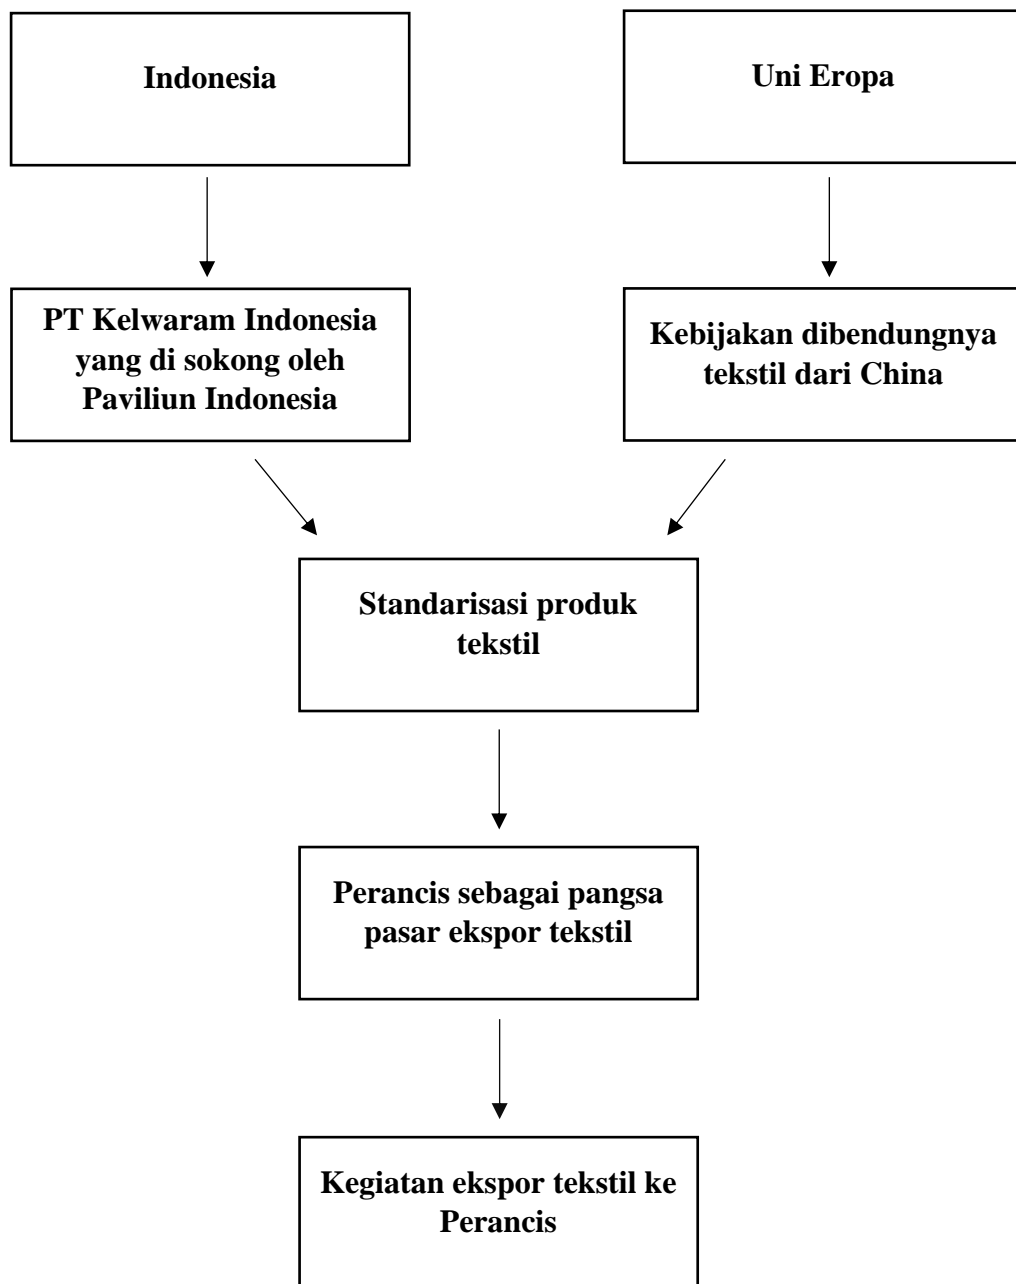 Indonesia
Uni Eropa
PT Kelwaram Indonesia
yang di sokong oleh
Paviliun Indonesia
Kebijakan dibendungnya
tekstil dari China
Standarisasi produk
tekstil
Perancis sebagai pangsa
pasar ekspor tekstil
Kegiatan ekspor tekstil ke
Perancis